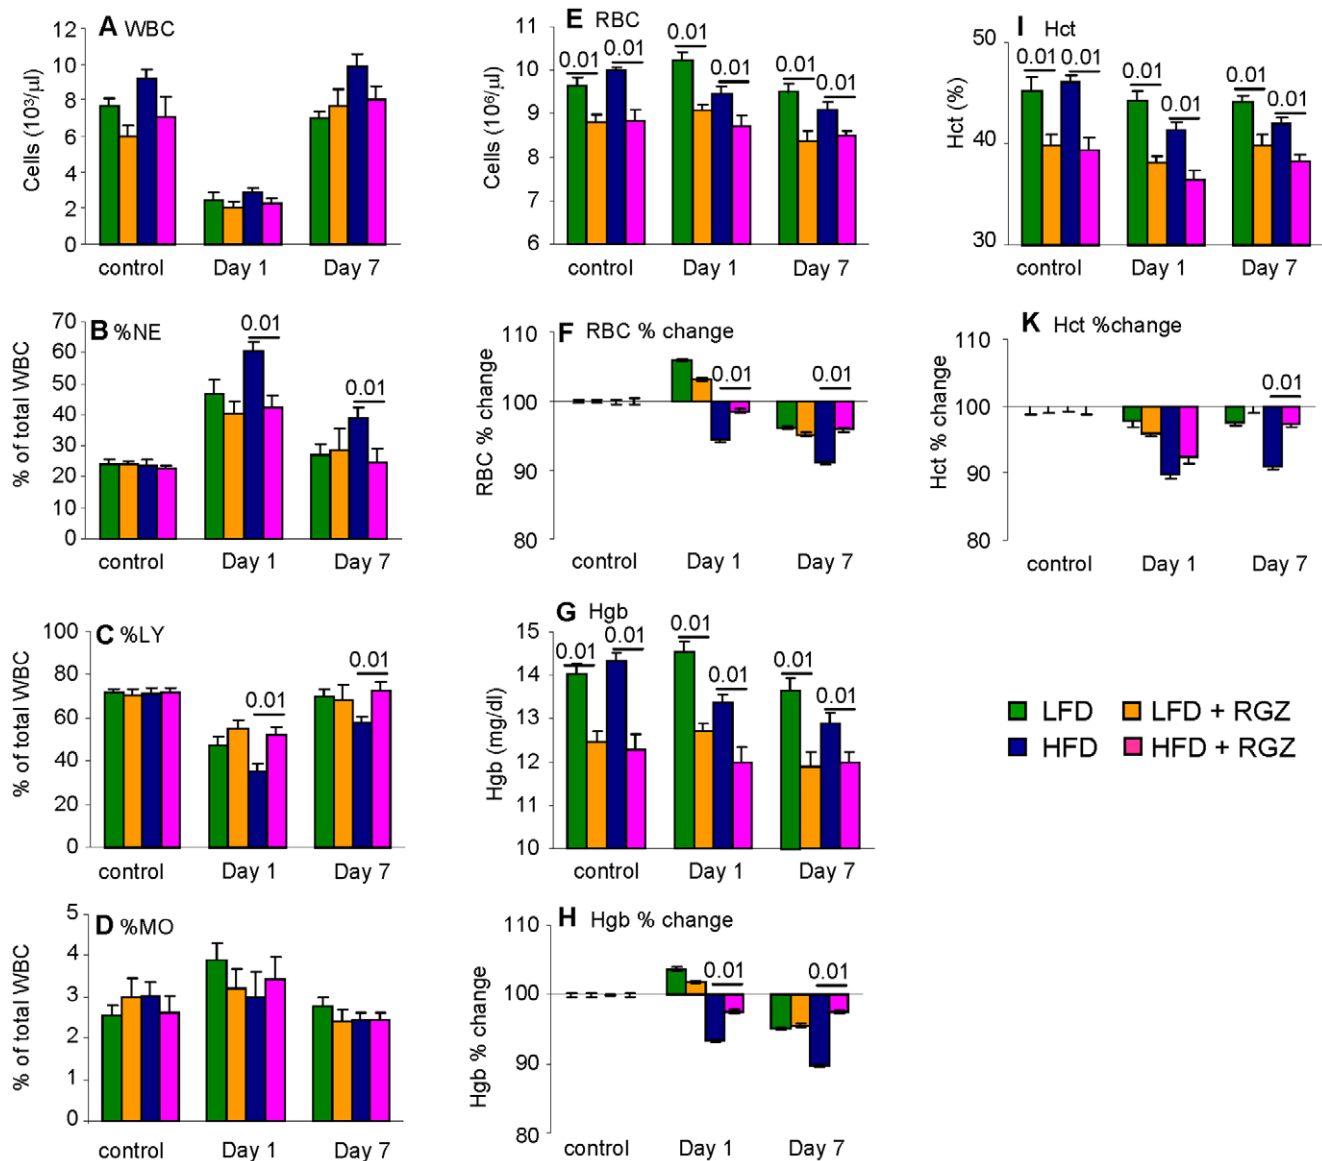 A WBC
12
10
8
6
4
2
0
Cells (10³/µl)
control Day 1 Day 7
B %NE
70
60
50
40
30
20
10
0
% of total WBC
0.01
0.01
control Day 1 Day 7
C %LY
100
80
60
40
20
0
% of total WBC
0.01
0.01
control Day 1 Day 7
D %MO
5
4
3
2
1
0
% of total WBC
control Day 1 Day 7
E RBC
11
10
9
8
7
6
Cells (10⁶/µl)
0.01 0.01 0.01 0.01 0.01 0.01
control Day 1 Day 7
F RBC % change
110
100
90
80
RBC % change
0.01 0.01
control Day 1 Day 7
G Hgb
15
14
13
12
11
10
Hgb (mg/dl)
0.01 0.01 0.01 0.01 0.01 0.01
control Day 1 Day 7
H Hgb % change
110
100
90
80
Hgb % change
0.01 0.01
control Day 1 Day 7
I Hct
50
40
30
Hct (%)
0.01 0.01 0.01 0.01 0.01 0.01
control Day 1 Day 7
K Hct %change
110
100
90
80
Hct % change
0.01
control Day 1 Day 7
LFD LFD + RGZ
HFD HFD + RGZ